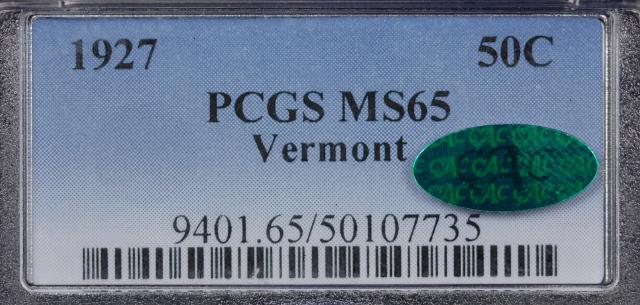 1927 50C
PCGS MS65
Vermont
CAC
9401.65/50107735